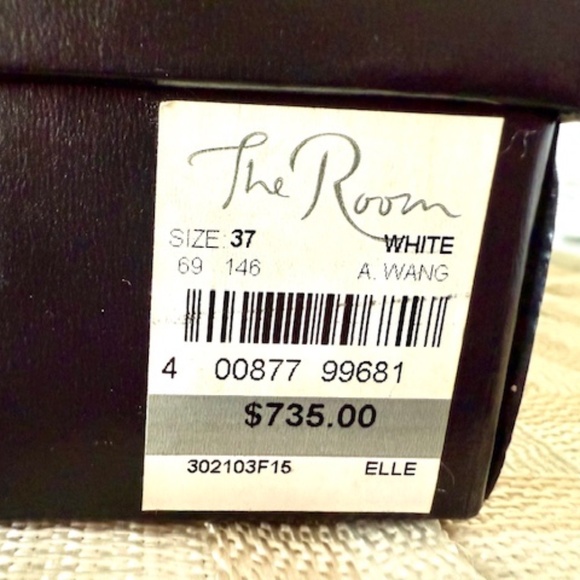 The Room
SIZE: 37 WHITE
69 146 A. WANG
4 00877 99681
$735.00
302103F15 ELLE